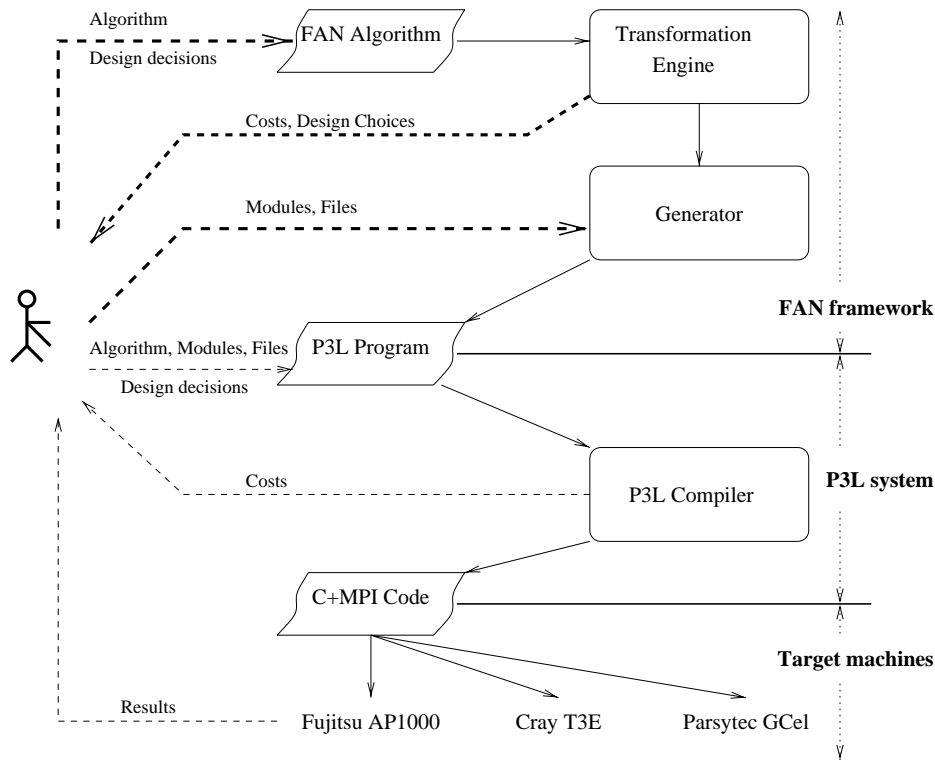 Algorithm
Design decisions
FAN Algorithm
Transformation
Engine
Costs, Design Choices
Modules, Files
Generator
FAN framework
Algorithm, Modules, Files
Design decisions
P3L Program
Costs
P3L Compiler
P3L system
C+MPI Code
Target machines
Results
Fujitsu AP1000
Cray T3E
Parsytec GCel